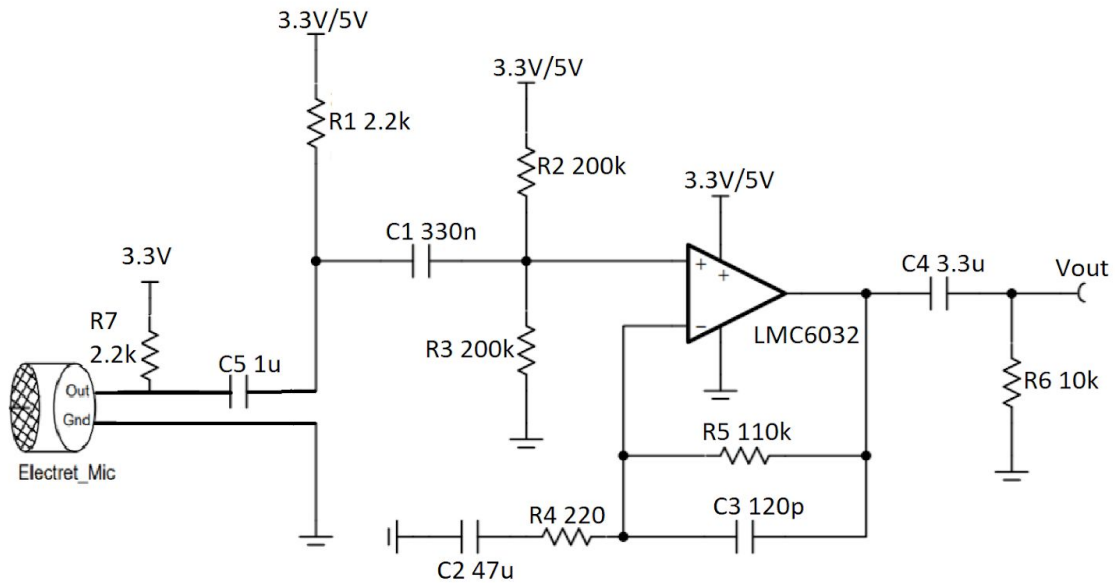 3.3V/5V
R1 2.2k
3.3V/5V
R2 200k
3.3V/5V
C1 330n
3.3V
R7
2.2k
C5 1u
Out
Gnd
Electret_Mic
R3 200k
+
+
−
LMC6032
C4 3.3u
Vout
R6 10k
R5 110k
C3 120p
R4 220
C2 47u